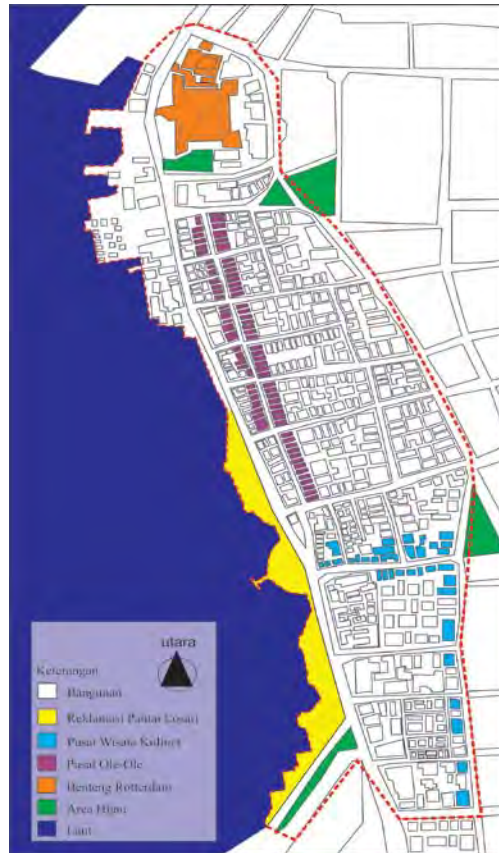 utara
Keterangan
Bangunan
Reklamasi Pantai Losari
Pusat Wisata Kuliner
Pusat Ole-Ole
Benteng Rotterdam
Area Hijau
Laut